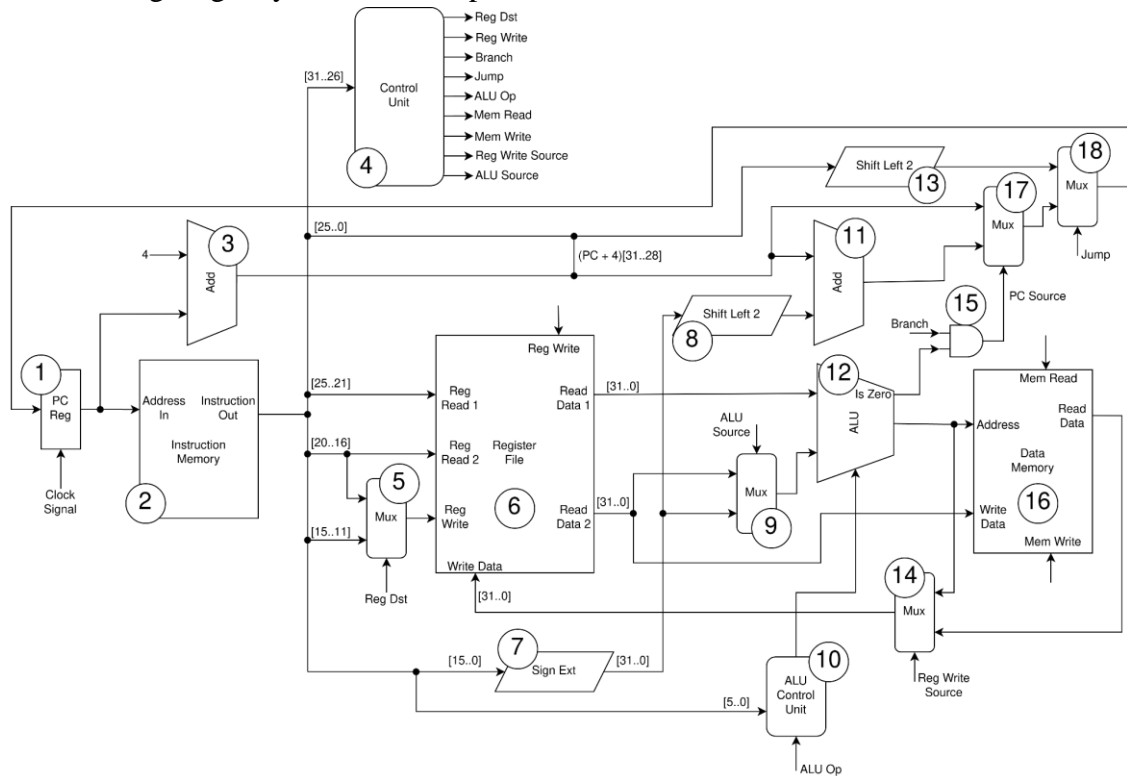 Reg Dst
Reg Write
Branch
Jump
ALU Op
Mem Read
Mem Write
Reg Write Source
ALU Source
[31..26]
Control
Unit
4
Shift Left 2
13
Mux
18
Jump
Mux
17
PC Source
[25..0]
(PC + 4)[31..28]
4
Add
3
Add
11
Shift Left 2
8
Branch
15
1
PC
Reg
Clock
Signal
Address
In
Instruction
Out
Instruction
Memory
2
[25..21]
[20..16]
[15..11]
Mux
5
Reg Dst
Reg Write
Reg
Read 1
Read
Data 1
Reg
Read 2
Register
File
6
Reg
Write
Read
Data 2
Write Data
[31..0]
[31..0]
[31..0]
ALU
Source
Mux
9
12
Is Zero
ALU
Mem Read
Address
Read
Data
Data
Memory
16
Write
Data
Mem Write
14
Mux
Reg Write
Source
[15..0]
7
Sign Ext
[31..0]
[5..0]
10
ALU
Control
Unit
ALU Op